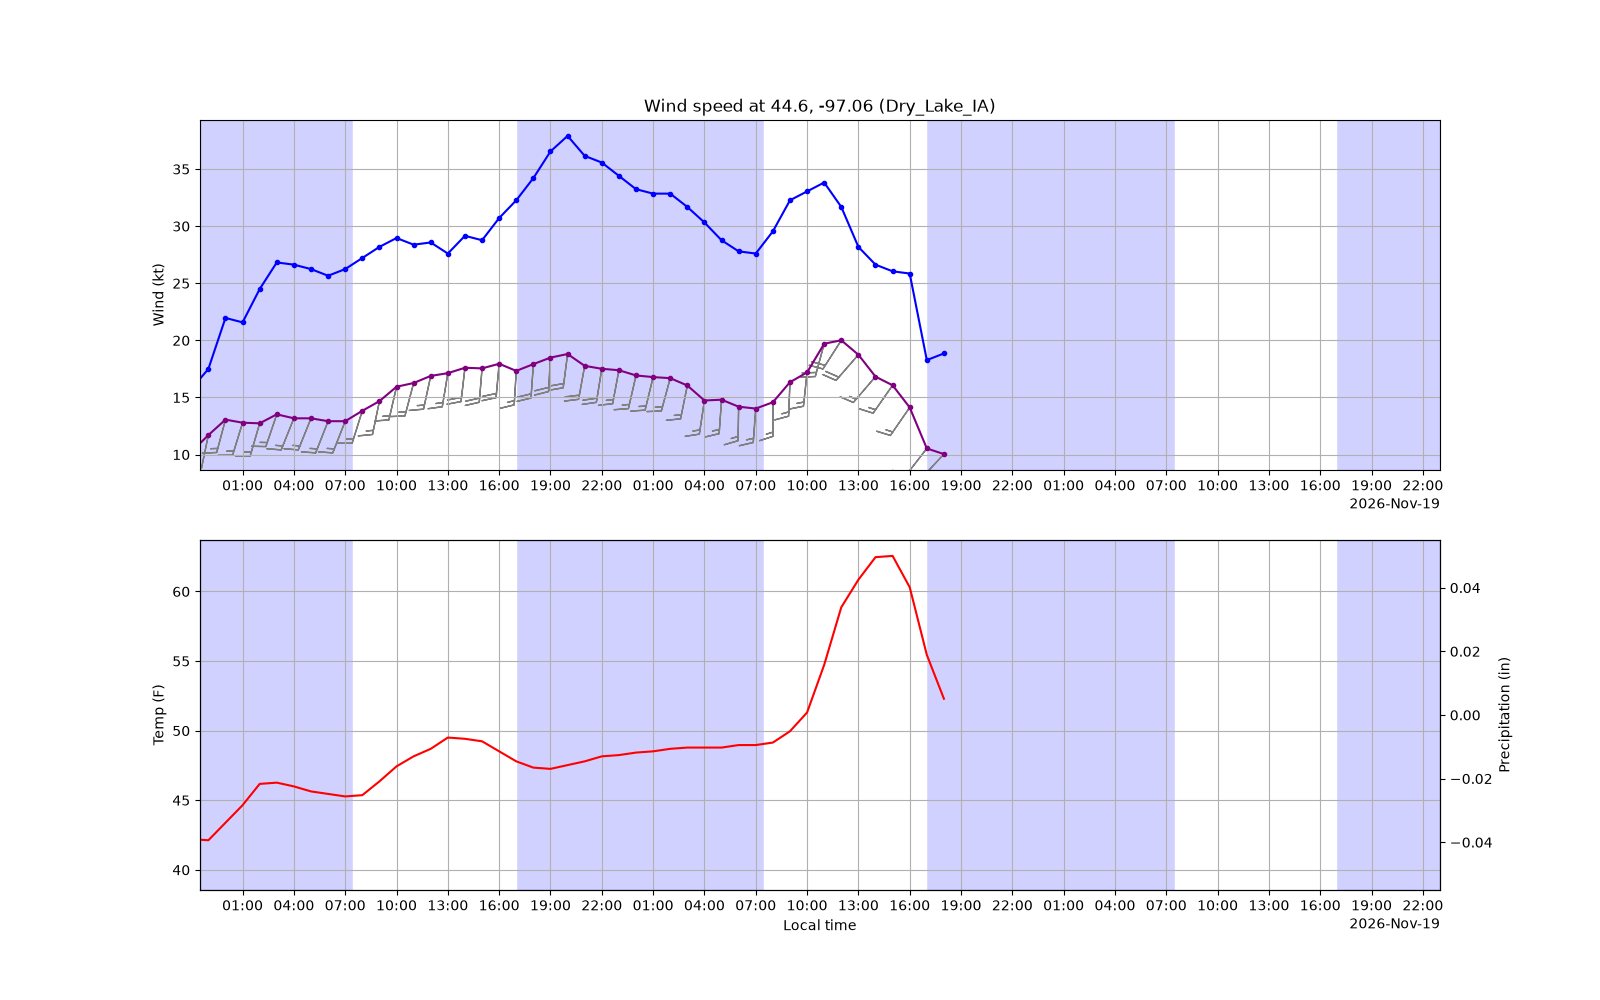 Wind speed at 44.6, -97.06 (Dry_Lake_IA)
35
30
25
20
15
10
Wind (kt)
01:00 04:00 07:00 10:00 13:00 16:00 19:00 22:00 01:00 04:00 07:00 10:00 13:00 16:00 19:00 22:00 01:00 04:00 07:00 10:00 13:00 16:00 19:00 22:00
2026-Nov-19
60
55
50
45
40
Temp (F)
0.04
0.02
0.00
−0.02
−0.04
Precipitation (in)
01:00 04:00 07:00 10:00 13:00 16:00 19:00 22:00 01:00 04:00 07:00 10:00 13:00 16:00 19:00 22:00 01:00 04:00 07:00 10:00 13:00 16:00 19:00 22:00
Local time
2026-Nov-19